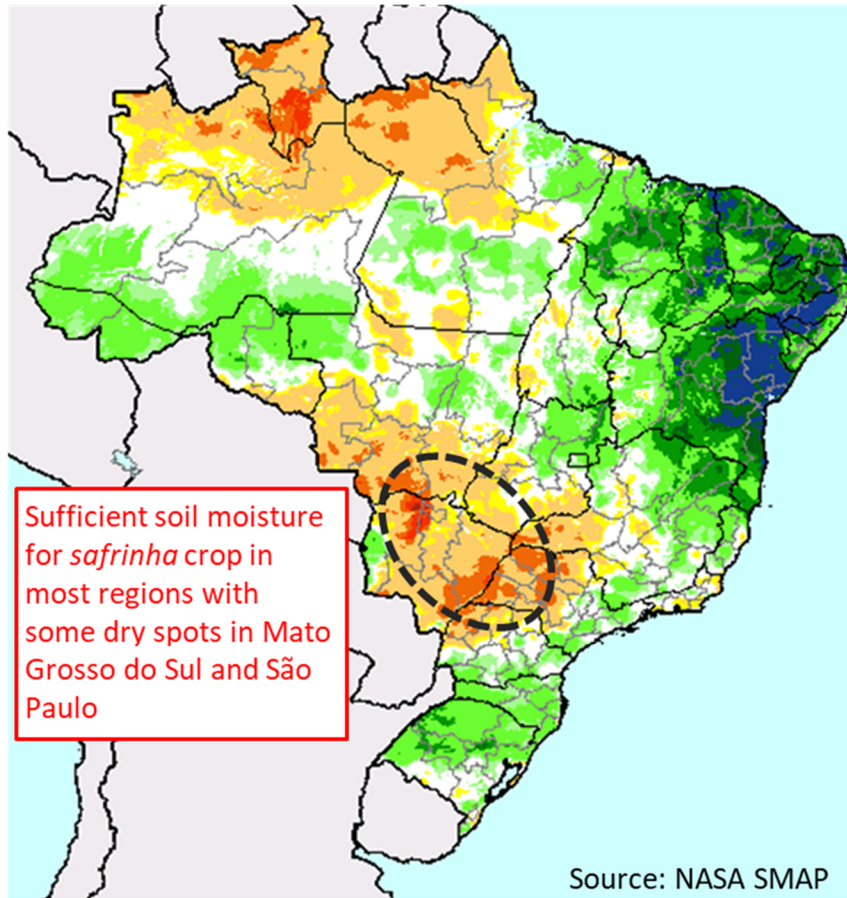 Sufficient soil moisture
for safrinha crop in
most regions with
some dry spots in Mato
Grosso do Sul and São
Paulo
Source: NASA SMAP